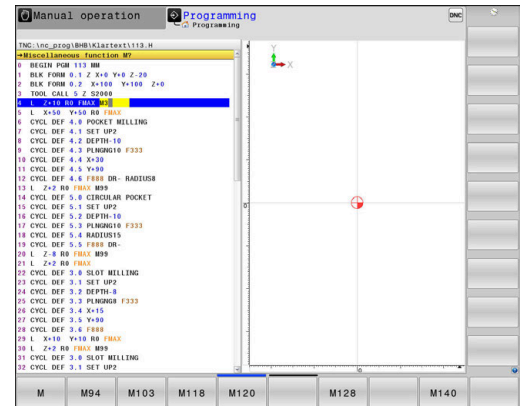 Manual operation
Programming
Programming
DNC
TNC:\nc_prog\BHB\Klartext\113.H
→Miscellaneous function M?
0 BEGIN PGM 113 MM
1 BLK FORM 0.1 Z X+0 Y+0 Z-20
2 BLK FORM 0.2 X+100 Y+100 Z+0
3 TOOL CALL 5 Z S2000
4 L Z+10 R0 FMAX M3
5 L X+50 Y+50 R0 FMAX
6 CYCL DEF 4.0 POCKET MILLING
7 CYCL DEF 4.1 SET UP2
8 CYCL DEF 4.2 DEPTH-10
9 CYCL DEF 4.3 PLNGNG10 F333
10 CYCL DEF 4.4 X+30
11 CYCL DEF 4.5 Y+90
12 CYCL DEF 4.6 F888 DR- RADIUS8
13 L Z+2 R0 FMAX M99
14 CYCL DEF 5.0 CIRCULAR POCKET
15 CYCL DEF 5.1 SET UP2
16 CYCL DEF 5.2 DEPTH-10
17 CYCL DEF 5.3 PLNGNG10 F333
18 CYCL DEF 5.4 RADIUS15
19 CYCL DEF 5.5 F888 DR-
20 L Z-8 R0 FMAX M99
21 L Z+2 R0 FMAX
22 CYCL DEF 3.0 SLOT MILLING
23 CYCL DEF 3.1 SET UP2
24 CYCL DEF 3.2 DEPTH-8
25 CYCL DEF 3.3 PLNGNG8 F333
26 CYCL DEF 3.4 X+15
27 CYCL DEF 3.5 Y+90
28 CYCL DEF 3.6 F888
29 L X+10 Y+10 R0 FMAX
30 L Z+2 R0 FMAX M99
31 CYCL DEF 3.0 SLOT MILLING
32 CYCL DEF 3.1 SET UP2
Y
X
0
0
M M94 M103 M118 M120 M128 M140